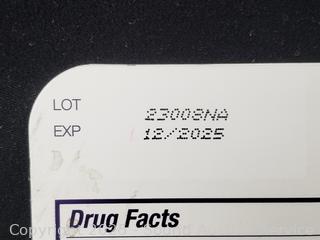 LOT 23008NA
EXP 12/2025
Drug Facts